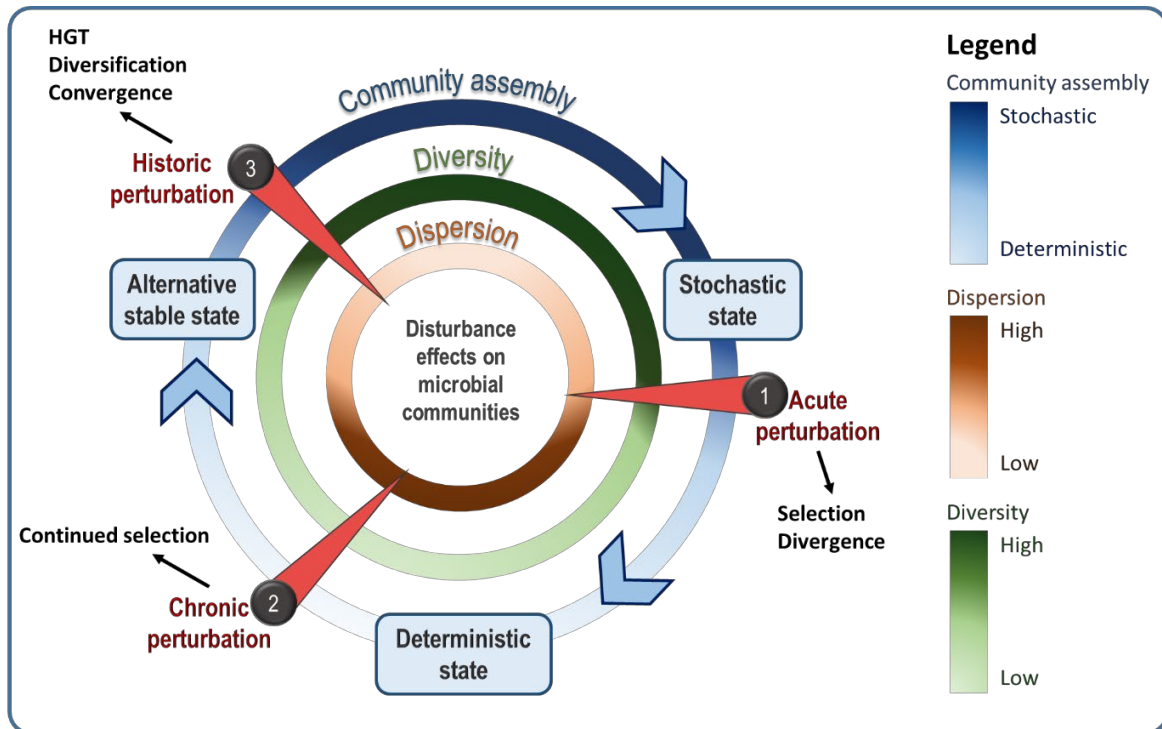 HGT
Diversification
Convergence
Community assembly
Diversity
Dispersion
3
Historic
perturbation
Alternative
stable state
Stochastic
state
Disturbance
effects on
microbial
communities
1
Acute
perturbation
Selection
Divergence
Continued selection
2
Chronic
perturbation
Deterministic
state
Legend
Community assembly
Stochastic
Deterministic
Dispersion
High
Low
Diversity
High
Low